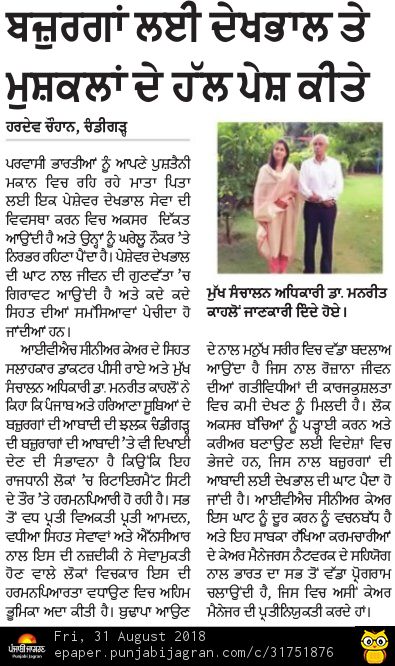 ਬਜ਼ੁਰਗਾਂ ਲਈ ਦੇਖਭਾਲ ਤੇ
ਮੁਸ਼ਕਲਾਂ ਦੇ ਹੱਲ ਪੇਸ਼ ਕੀਤੇ
ਹਰਦੇਵ ਚੌਹਾਨ, ਚੰਡੀਗੜ੍ਹ
ਪਰਵਾਸੀ ਭਾਰਤੀਆਂ ਨੂੰ ਆਪਣੇ ਪੁਸ਼ਤੈਨੀ
ਮਕਾਨ ਵਿਚ ਰਹਿ ਰਹੇ ਮਾਤਾ ਪਿਤਾ
ਲਈ ਇਕ ਪੇਸ਼ੇਵਰ ਦੇਖਭਾਲ ਸੇਵਾ ਦੀ
ਵਿਵਸਥਾ ਕਰਨ ਵਿਚ ਅਕਸਰ ਦਿੱਕਤ
ਆਉਂਦੀ ਹੈ ਅਤੇ ਉਨ੍ਹਾਂ ਨੂੰ ਘਰੇਲੂ ਨੌਕਰ 'ਤੇ
ਨਿਰਭਰ ਰਹਿਣਾ ਪੈਂਦਾ ਹੈ। ਪੇਸ਼ੇਵਰ ਦੇਖਭਾਲ
ਦੀ ਘਾਟ ਨਾਲ ਜੀਵਨ ਦੀ ਗੁਣਵੱਤਾ 'ਚ
ਗਿਰਾਵਟ ਆਉਂਦੀ ਹੈ ਅਤੇ ਕਦੇ ਕਦੇ
ਸਿਹਤ ਦੀਆਂ ਸਮੱਸਿਆਵਾਂ ਪੇਚੀਦਾ ਹੋ
ਜਾਂਦੀਆਂ ਹਨ।
ਆਈਵੀਐਚ ਸੀਨੀਅਰ ਕੇਅਰ ਦੇ ਸਿਹਤ
ਸਲਾਹਕਾਰ ਡਾਕਟਰ ਪੀਸੀ ਰਾਏ ਅਤੇ ਮੁੱਖ
ਸੰਚਾਲਨ ਅਧਿਕਾਰੀ ਡਾ. ਮਨਰੀਤ ਕਾਹਲੋਂ ਨੇ
ਕਿਹਾ ਕਿ ਪੰਜਾਬ ਅਤੇ ਹਰਿਆਣਾ ਸੂਬਿਆਂ ਦੇ
ਬਜ਼ੁਰਗਾਂ ਦੀ ਆਬਾਦੀ ਦੀ ਝਲਕ ਚੰਡੀਗੜ੍ਹ
ਦੀ ਬਜ਼ੁਰਾਰਾਂ ਦੀ ਆਬਾਦੀ 'ਤੇ ਵੀ ਦਿਖਾਈ
ਦੇਣ ਦੀ ਸੰਭਾਵਨਾ ਹੈ ਕਿਉਂਕਿ ਇਹ
ਰਾਜਧਾਨੀ ਲੋਕਾਂ 'ਚ ਰਿਟਾਇਰਮੈਂਟ ਸਿਟੀ
ਦੇ ਤੌਰ 'ਤੇ ਹਰਮਨਪਿਆਰੀ ਹੋ ਰਹੀ ਹੈ। ਸਭ
ਤੋਂ ਵਧ ਪ੍ਰਤੀ ਵਿਅਕਤੀ ਪ੍ਰਤੀ ਆਮਦਨ,
ਵਧੀਆ ਸਿਹਤ ਸੇਵਾਵਾਂ ਅਤੇ ਐੱਨਸੀਆਰ
ਨਾਲ ਇਸ ਦੀ ਨਜ਼ਦੀਕੀ ਨੇ ਸੇਵਾਮੁਕਤੀ
ਹੋਣ ਵਾਲੇ ਲੋਕਾਂ ਵਿਚਕਾਰ ਇਸ ਦੀ
ਹਰਮਨਪਿਆਰਤਾ ਵਧਾਉਣ ਵਿਚ ਅਹਿਮ
ਭੂਮਿਕਾ ਅਦਾ ਕੀਤੀ ਹੈ। ਬੁਢਾਪਾ ਆਉਣ
ਮੁੱਖ ਸੰਚਾਲਨ ਅਧਿਕਾਰੀ ਡਾ. ਮਨਰੀਤ
ਕਾਹਲੋਂ ਜਾਣਕਾਰੀ ਦਿੰਦੇ ਹੋਏ।
ਦੇ ਨਾਲ ਮਨੁੱਖ ਸਰੀਰ ਵਿਚ ਵੱਡਾ ਬਦਲਾਅ
ਆਉਂਦਾ ਹੈ ਜਿਸ ਨਾਲ ਰੋਜ਼ਾਨਾ ਜੀਵਨ
ਦੀਆਂ ਗਤੀਵਿਧੀਆਂ ਦੀ ਕਾਰਜਕੁਸ਼ਲਤਾ
ਵਿਚ ਕਮੀ ਦੇਖਣ ਨੂੰ ਮਿਲਦੀ ਹੈ। ਲੋਕ
ਅਕਸਰ ਬੱਚਿਆਂ ਨੂੰ ਪੜ੍ਹਾਈ ਕਰਨ ਅਤੇ
ਕਰੀਅਰ ਬਣਾਉਣ ਲਈ ਵਿਦੇਸ਼ਾਂ ਵਿਚ
ਭੇਜਦੇ ਹਨ, ਜਿਸ ਨਾਲ ਬਜ਼ੁਰਗਾਂ ਦੀ
ਆਬਾਦੀ ਲਈ ਦੇਖਭਾਲ ਦੀ ਘਾਟ ਪੈਦਾ ਹੋ
ਜਾਂਦੀ ਹੈ। ਆਈਵੀਐਚ ਸੀਨੀਅਰ ਕੇਅਰ
ਇਸ ਘਾਟ ਨੂੰ ਦੂਰ ਕਰਨ ਨੂੰ ਵਚਨਬੱਧ ਹੈ
ਅਤੇ ਇਹ ਸਾਬਕਾ ਰੱਖਿਆ ਕਰਮਚਾਰੀਆਂ
ਦੇ ਕੇਅਰ ਮੈਨੇਜਰਸ ਨੈੱਟਵਰਕ ਦੇ ਸਹਿਯੋਗ
ਨਾਲ ਭਾਰਤ ਦਾ ਸਭ ਤੋਂ ਵੱਡਾ ਪ੍ਰੋਗਰਾਮ
ਚਲਾਉਂਦੀ ਹੈ, ਜਿਸ ਵਿਚ ਅਸੀਂ ਕੇਅਰ
ਮੈਨੇਜਰ ਦੀ ਪ੍ਰਤੀਨਿਯੁਕਤੀ ਕਰਦੇ ਹਾਂ।
ਪੰਜਾਬੀ ਜਾਗਰਣ
Punjabi Jagran
Fri, 31 August 2018
epaper.punjabijagran.com/c/31751876